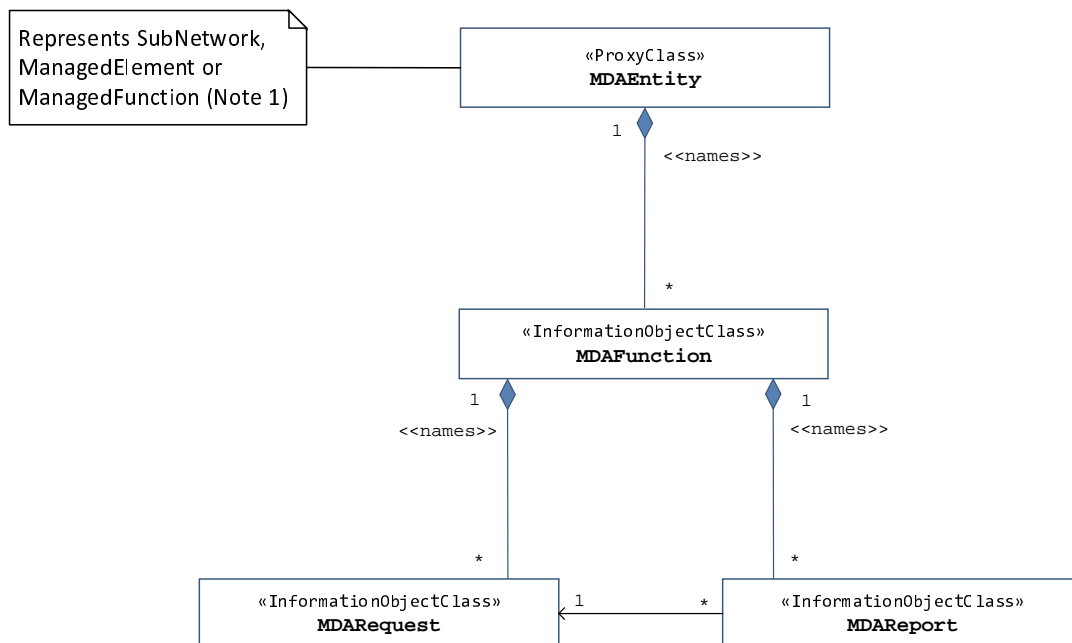 Represents SubNetwork,
ManagedElement or
ManagedFunction (Note 1)
«ProxyClass»
MDAEntity
1
<<names>>
*
«InformationObjectClass»
MDAFunction
1
<<names>>
1
<<names>>
*
*
«InformationObjectClass»
MDARequest
1
*
«InformationObjectClass»
MDAReport